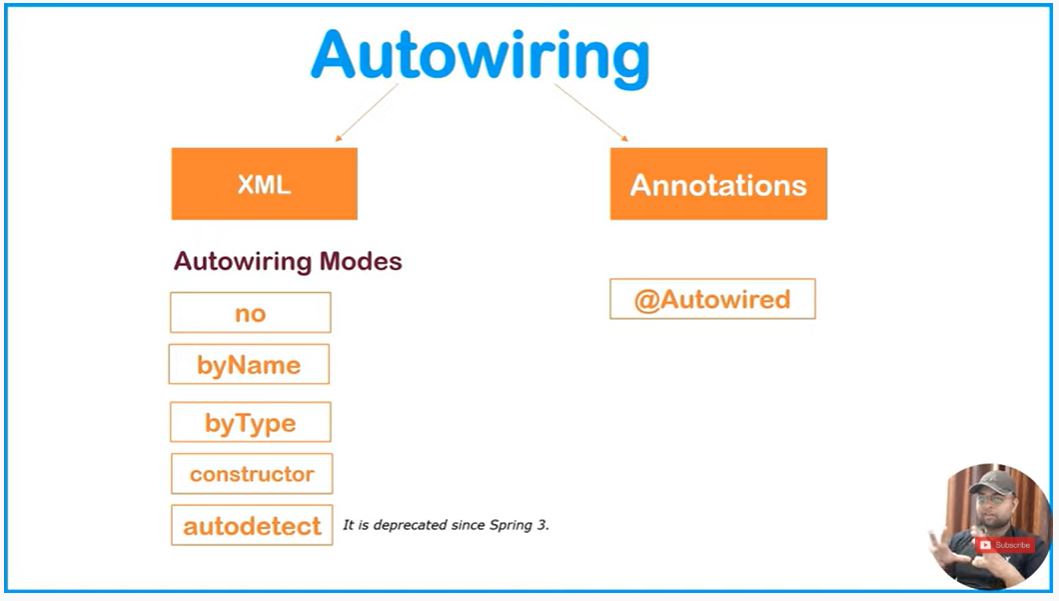 Autowiring
XML
Annotations
Autowiring Modes
@Autowired
no
byName
byType
constructor
autodetect
It is deprecated since Spring 3.
Subscribe